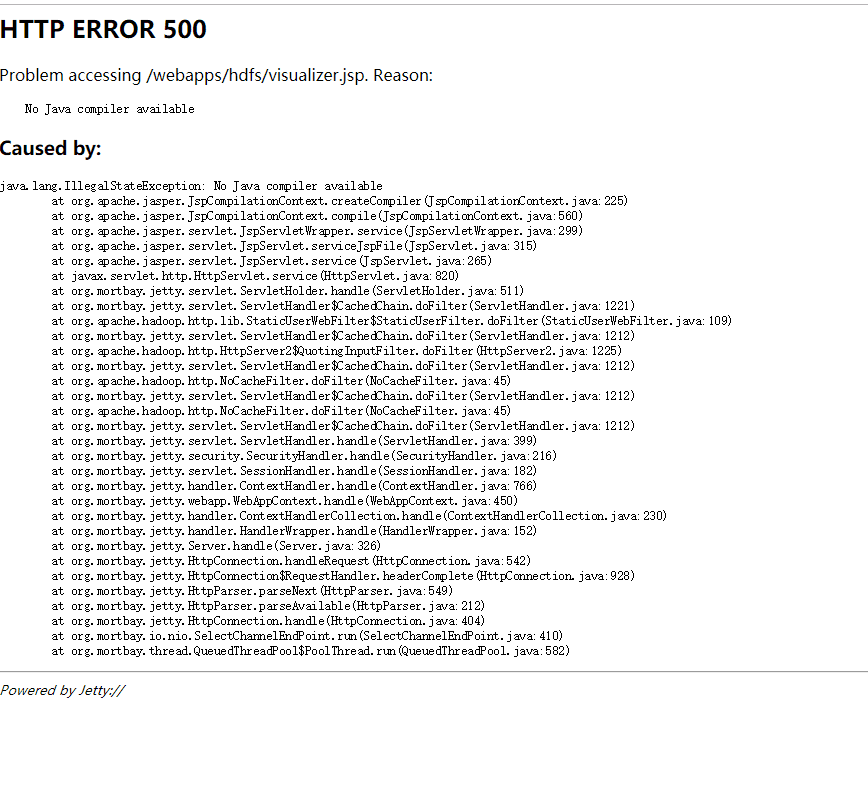 HTTP ERROR 500
Problem accessing /webapps/hdfs/visualizer.jsp. Reason:
No Java compiler available
Caused by:
java.lang.IllegalStateException: No Java compiler available
at org.apache.jasper.JspCompilationContext.createCompiler(JspCompilationContext.java:225)
at org.apache.jasper.JspCompilationContext.compile(JspCompilationContext.java:560)
at org.apache.jasper.servlet.JspServletWrapper.service(JspServletWrapper.java:299)
at org.apache.jasper.servlet.JspServlet.serviceJspFile(JspServlet.java:315)
at org.apache.jasper.servlet.JspServlet.service(JspServlet.java:265)
at javax.servlet.http.HttpServlet.service(HttpServlet.java:820)
at org.mortbay.jetty.servlet.ServletHolder.handle(ServletHolder.java:511)
at org.mortbay.jetty.servlet.ServletHandler$CachedChain.doFilter(ServletHandler.java:1221)
at org.apache.hadoop.http.lib.StaticUserWebFilter$StaticUserFilter.doFilter(StaticUserWebFilter.java:109)
at org.mortbay.jetty.servlet.ServletHandler$CachedChain.doFilter(ServletHandler.java:1212)
at org.apache.hadoop.http.HttpServer2$QuotingInputFilter.doFilter(HttpServer2.java:1225)
at org.mortbay.jetty.servlet.ServletHandler$CachedChain.doFilter(ServletHandler.java:1212)
at org.apache.hadoop.http.NoCacheFilter.doFilter(NoCacheFilter.java:45)
at org.mortbay.jetty.servlet.ServletHandler$CachedChain.doFilter(ServletHandler.java:1212)
at org.apache.hadoop.http.NoCacheFilter.doFilter(NoCacheFilter.java:45)
at org.mortbay.jetty.servlet.ServletHandler$CachedChain.doFilter(ServletHandler.java:1212)
at org.mortbay.jetty.servlet.ServletHandler.handle(ServletHandler.java:399)
at org.mortbay.jetty.security.SecurityHandler.handle(SecurityHandler.java:216)
at org.mortbay.jetty.servlet.SessionHandler.handle(SessionHandler.java:182)
at org.mortbay.jetty.handler.ContextHandler.handle(ContextHandler.java:766)
at org.mortbay.jetty.webapp.WebAppContext.handle(WebAppContext.java:450)
at org.mortbay.jetty.handler.ContextHandlerCollection.handle(ContextHandlerCollection.java:230)
at org.mortbay.jetty.handler.HandlerWrapper.handle(HandlerWrapper.java:152)
at org.mortbay.jetty.Server.handle(Server.java:326)
at org.mortbay.jetty.HttpConnection.handleRequest(HttpConnection.java:542)
at org.mortbay.jetty.HttpConnection$RequestHandler.headerComplete(HttpConnection.java:928)
at org.mortbay.jetty.HttpParser.parseNext(HttpParser.java:549)
at org.mortbay.jetty.HttpParser.parseAvailable(HttpParser.java:212)
at org.mortbay.jetty.HttpConnection.handle(HttpConnection.java:404)
at org.mortbay.io.nio.SelectChannelEndPoint.run(SelectChannelEndPoint.java:410)
at org.mortbay.thread.QueuedThreadPool$PoolThread.run(QueuedThreadPool.java:582)
Powered by Jetty://